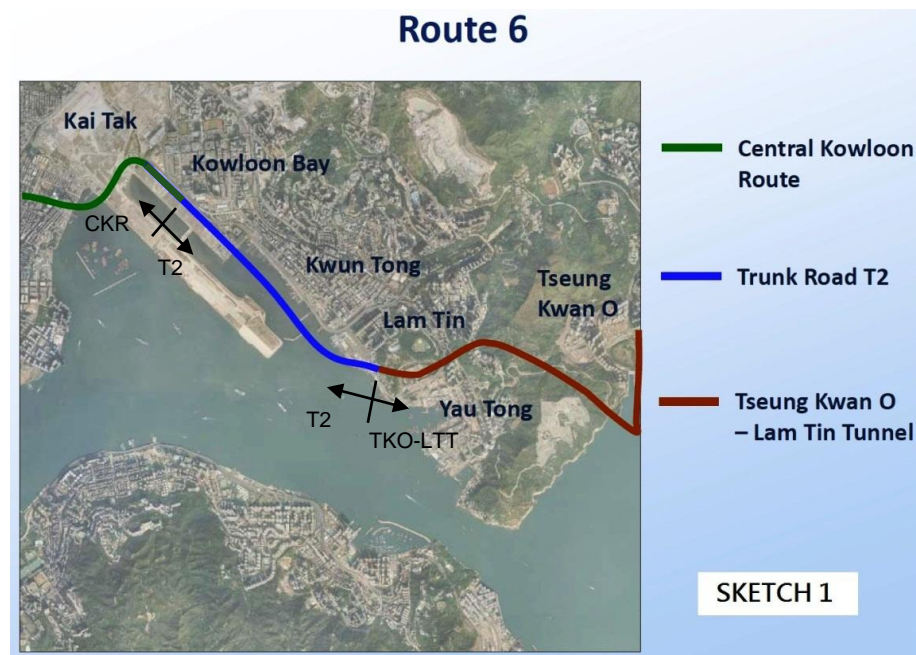 Route 6
Kai Tak
Kowloon Bay
CKR
T2
Kwun Tong
Tseung
Kwan O
Lam Tin
Yau Tong
T2
TKO-LTT
Central Kowloon
Route
Trunk Road T2
Tseung Kwan O
– Lam Tin Tunnel
SKETCH 1